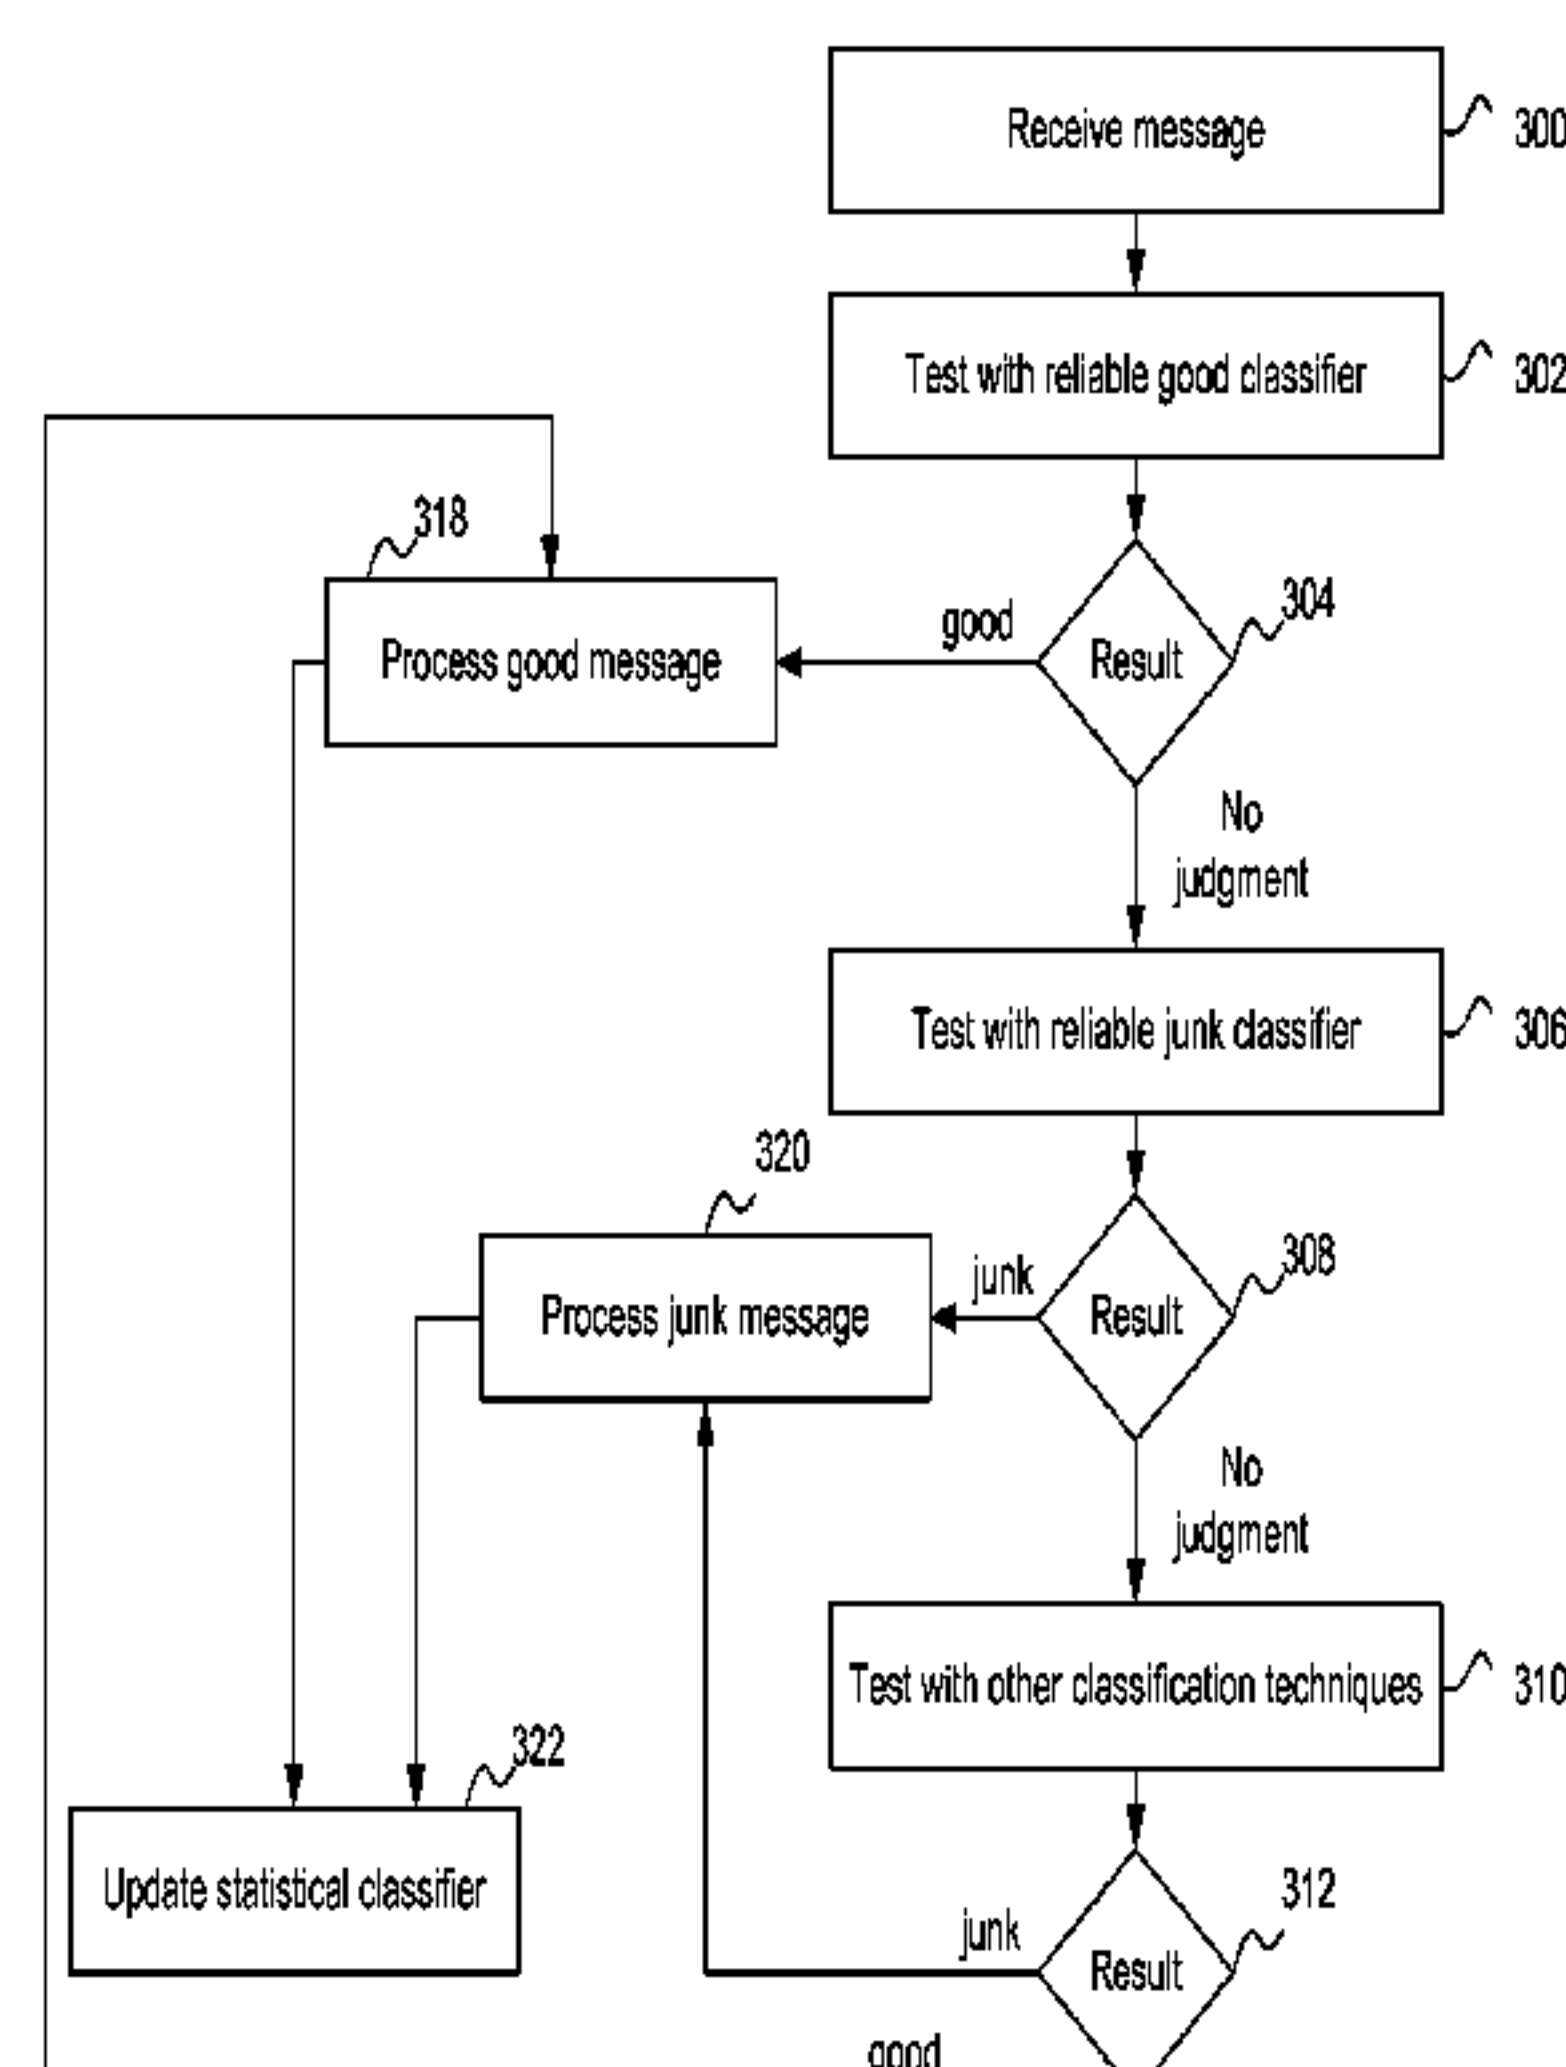 Receive message
300
Test with reliable good classifier
302
318
304
good
Process good message
Result
No
judgment
Test with reliable junk classifier
306
320
308
junk
Process junk message
Result
No
judgment
Test with other classification techniques
310
322
Update statistical classifier
312
junk
Result
good